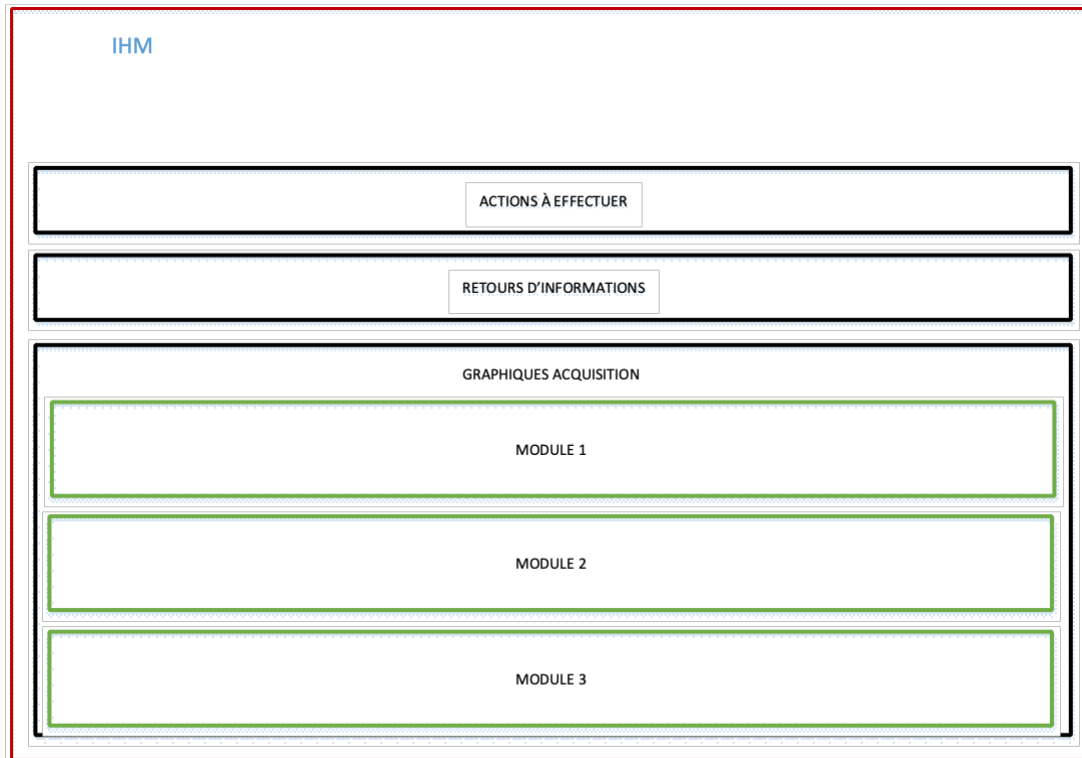 IHM
ACTIONS À EFFECTUER
RETOURS D’INFORMATIONS
GRAPHIQUES ACQUISITION
MODULE 1
MODULE 2
MODULE 3